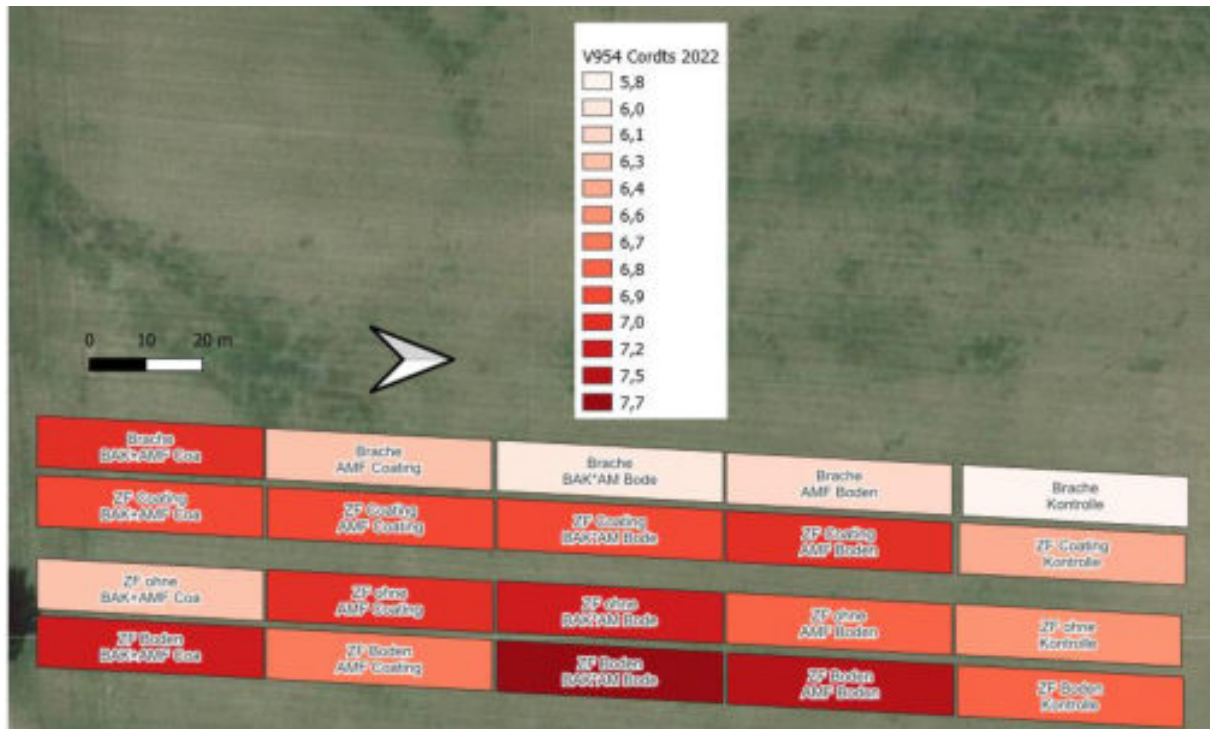 V954 Cordts 2022
5,8
6,0
6,1
6,3
6,4
6,6
6,7
6,8
6,9
7,0
7,2
7,5
7,7
0 10 20 m
Brache
BAK+AMF Coa
Brache
AMF Coating
Brache
BAK*AM Bode
Brache
AMF Boden
Brache
Kontrolle
ZF Coating
BAK+AMF Coa
ZF Coating
AMF Coating
ZF Coating
BAK*AM Bode
ZF Coating
AMF Boden
ZF Coating
Kontrolle
ZF ohne
BAK+AMF Coa
ZF ohne
AMF Coating
ZF ohne
BAK*AM Bode
ZF ohne
AMF Boden
ZF ohne
Kontrolle
ZF Boden
BAK+AMF Coa
ZF Boden
AMF Coating
ZF Boden
BAK*AM Bode
ZF Boden
AMF Boden
ZF Boden
Kontrolle